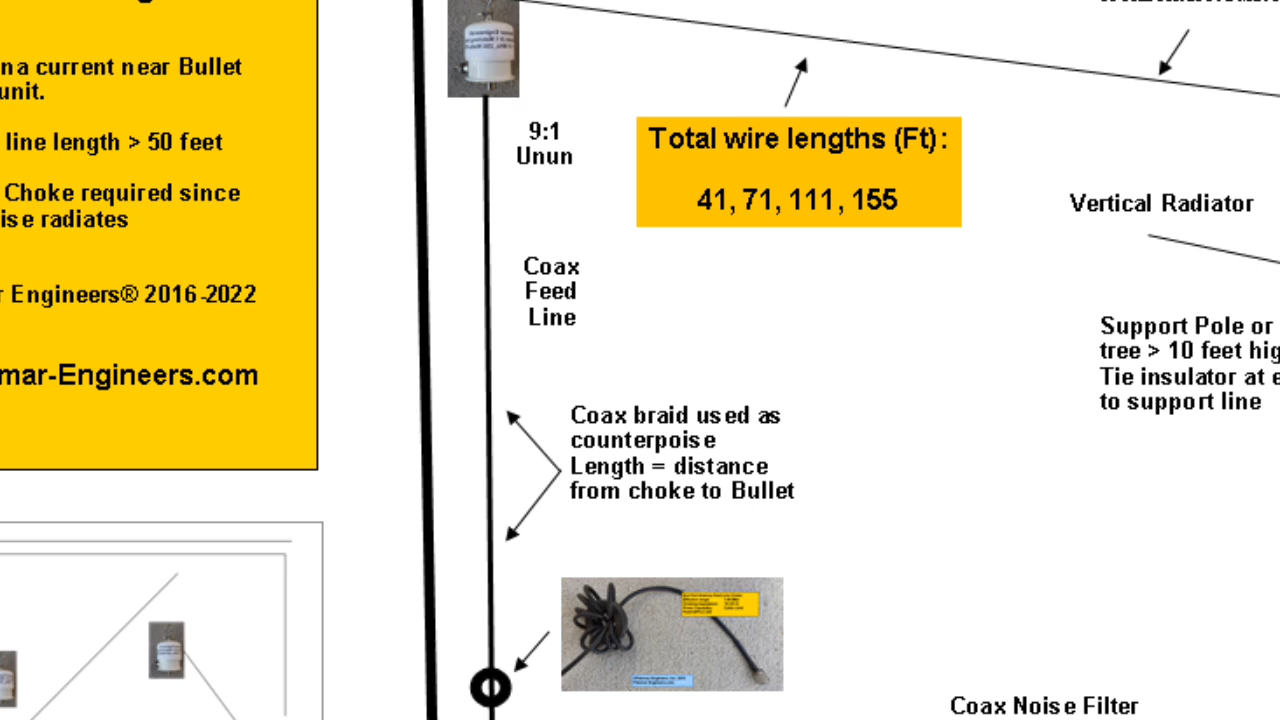 a current near Bullet
unit.
line length > 50 feet
Choke required since
radiates
Engineers® 2016-2022
mar-Engineers.com
9:1
Unun
Total wire lengths (Ft):
41, 71, 111, 155
Vertical Radiator
Coax
Feed
Line
Support Pole or
tree > 10 feet
Tie insulator at
to support line
Coax braid used as
counterpoise
Length = distance
from choke to Bullet
Coax Noise Filter